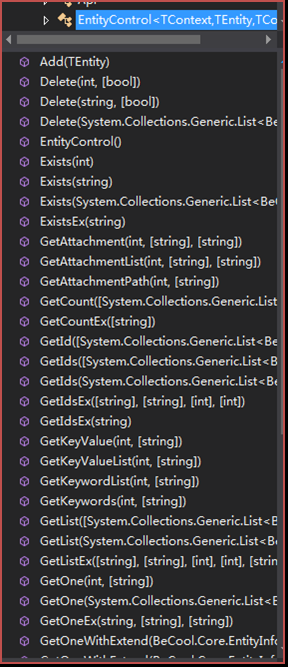 EntityControl<TContext,TEntity,TCo
Add(TEntity)
Delete(int, [bool])
Delete(string, [bool])
Delete(System.Collections.Generic.List<Be
EntityControl()
Exists(int)
Exists(string)
Exists(System.Collections.Generic.List<BeC
ExistsEx(string)
GetAttachment(int, [string], [string])
GetAttachmentList(int, [string], [string])
GetAttachmentPath(int, [string])
GetCount([System.Collections.Generic.List
GetCountEx([string])
GetId([System.Collections.Generic.List<Be
GetIds([System.Collections.Generic.List<B
GetIds(System.Collections.Generic.List<Be
GetIdsEx([string], [string], [int], [int])
GetIdsEx(string)
GetKeyValue(int, [string])
GetKeyValueList(int, [string])
GetKeywordList(int, [string])
GetKeywords(int, [string])
GetList([System.Collections.Generic.List<B
GetList(System.Collections.Generic.List<Be
GetListEx([string], [string], [int], [int], [strin
GetOne(int, [string])
GetOne(System.Collections.Generic.List<B
GetOneEx(string, [string], [string])
GetOneWithExtend(BeCool.Core.EntityInfo